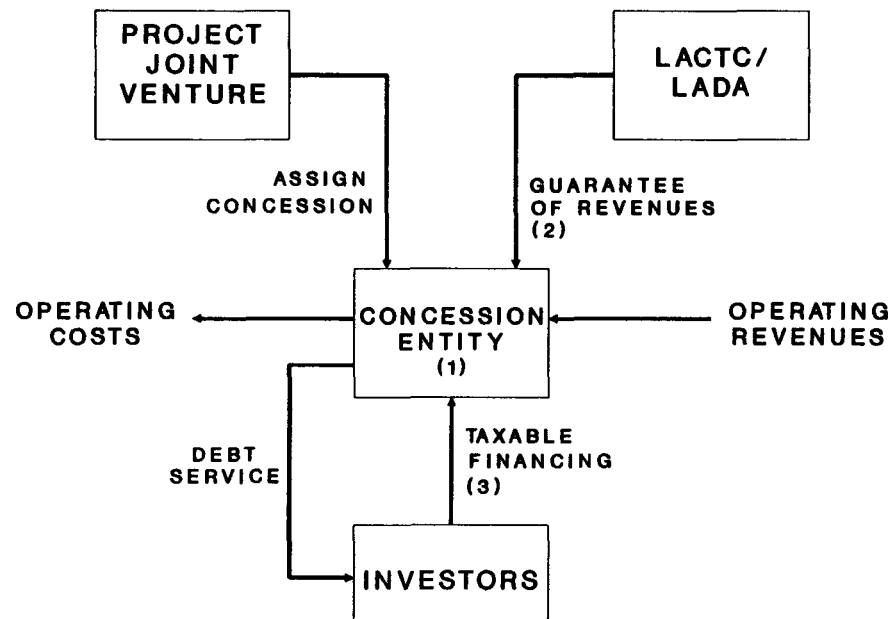 PROJECT
JOINT
VENTURE
LACTC/
LADA
ASSIGN
CONCESSION
GUARANTEE
OF REVENUES
(2)
OPERATING
COSTS
CONCESSION
ENTITY
(1)
OPERATING
REVENUES
DEBT
SERVICE
TAXABLE
FINANCING
(3)
INVESTORS